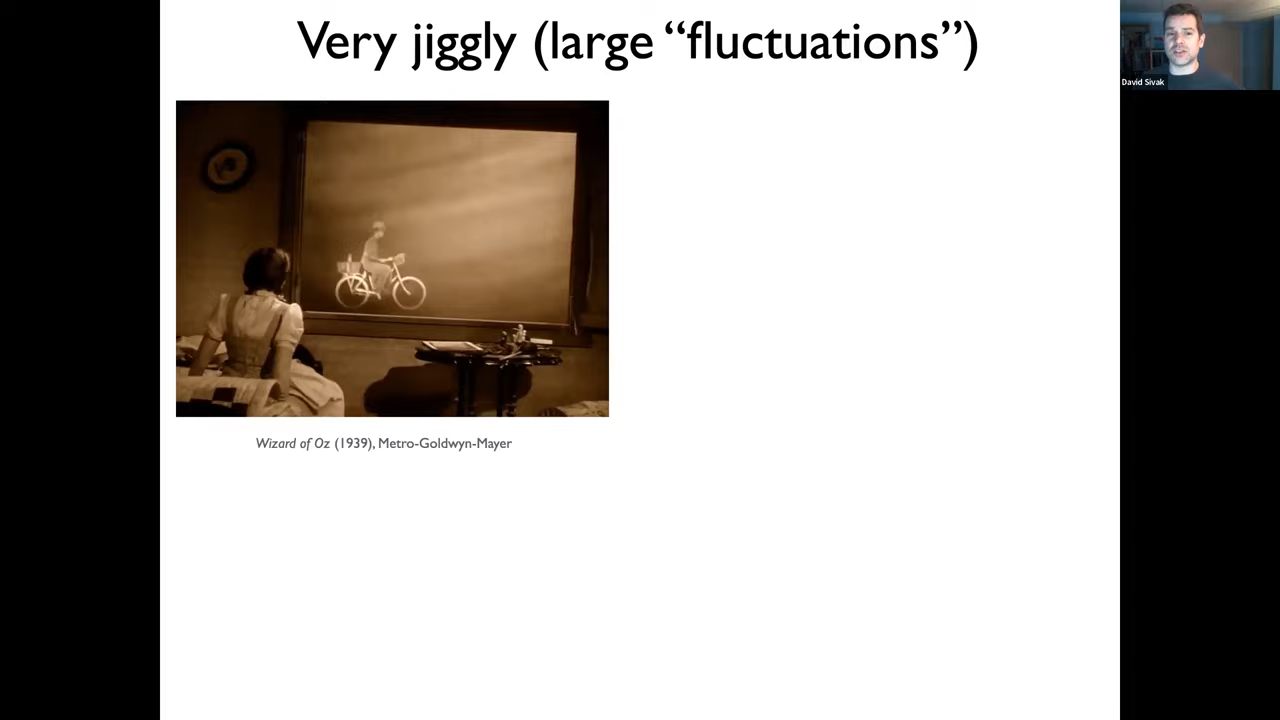 Very jiggly (large “fluctuations”)
David Sivak
Wizard of Oz (1939), Metro-Goldwyn-Mayer